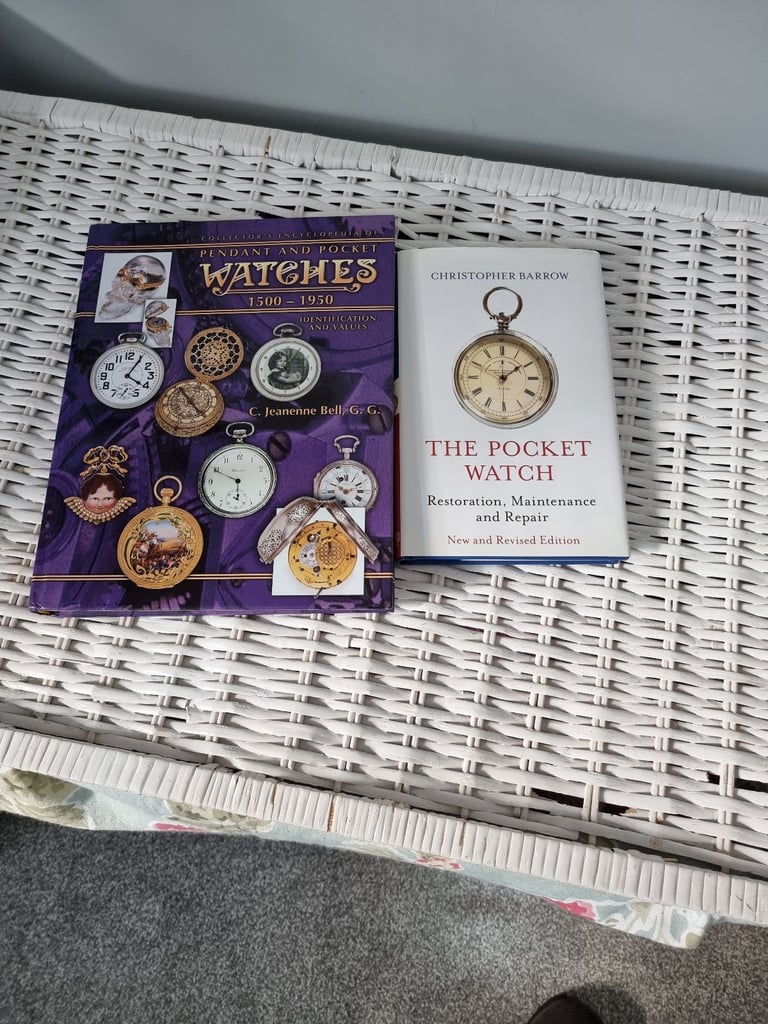 COLLECTOR'S ENCYCLOPEDIA OF
PENDANT AND POCKET
WATCHES
1500 – 1950
IDENTIFICATION
AND VALUES
C. Jeanenne Bell, G. G.
CHRISTOPHER BARROW
THE POCKET
WATCH
Restoration, Maintenance
and Repair
New and Revised Edition